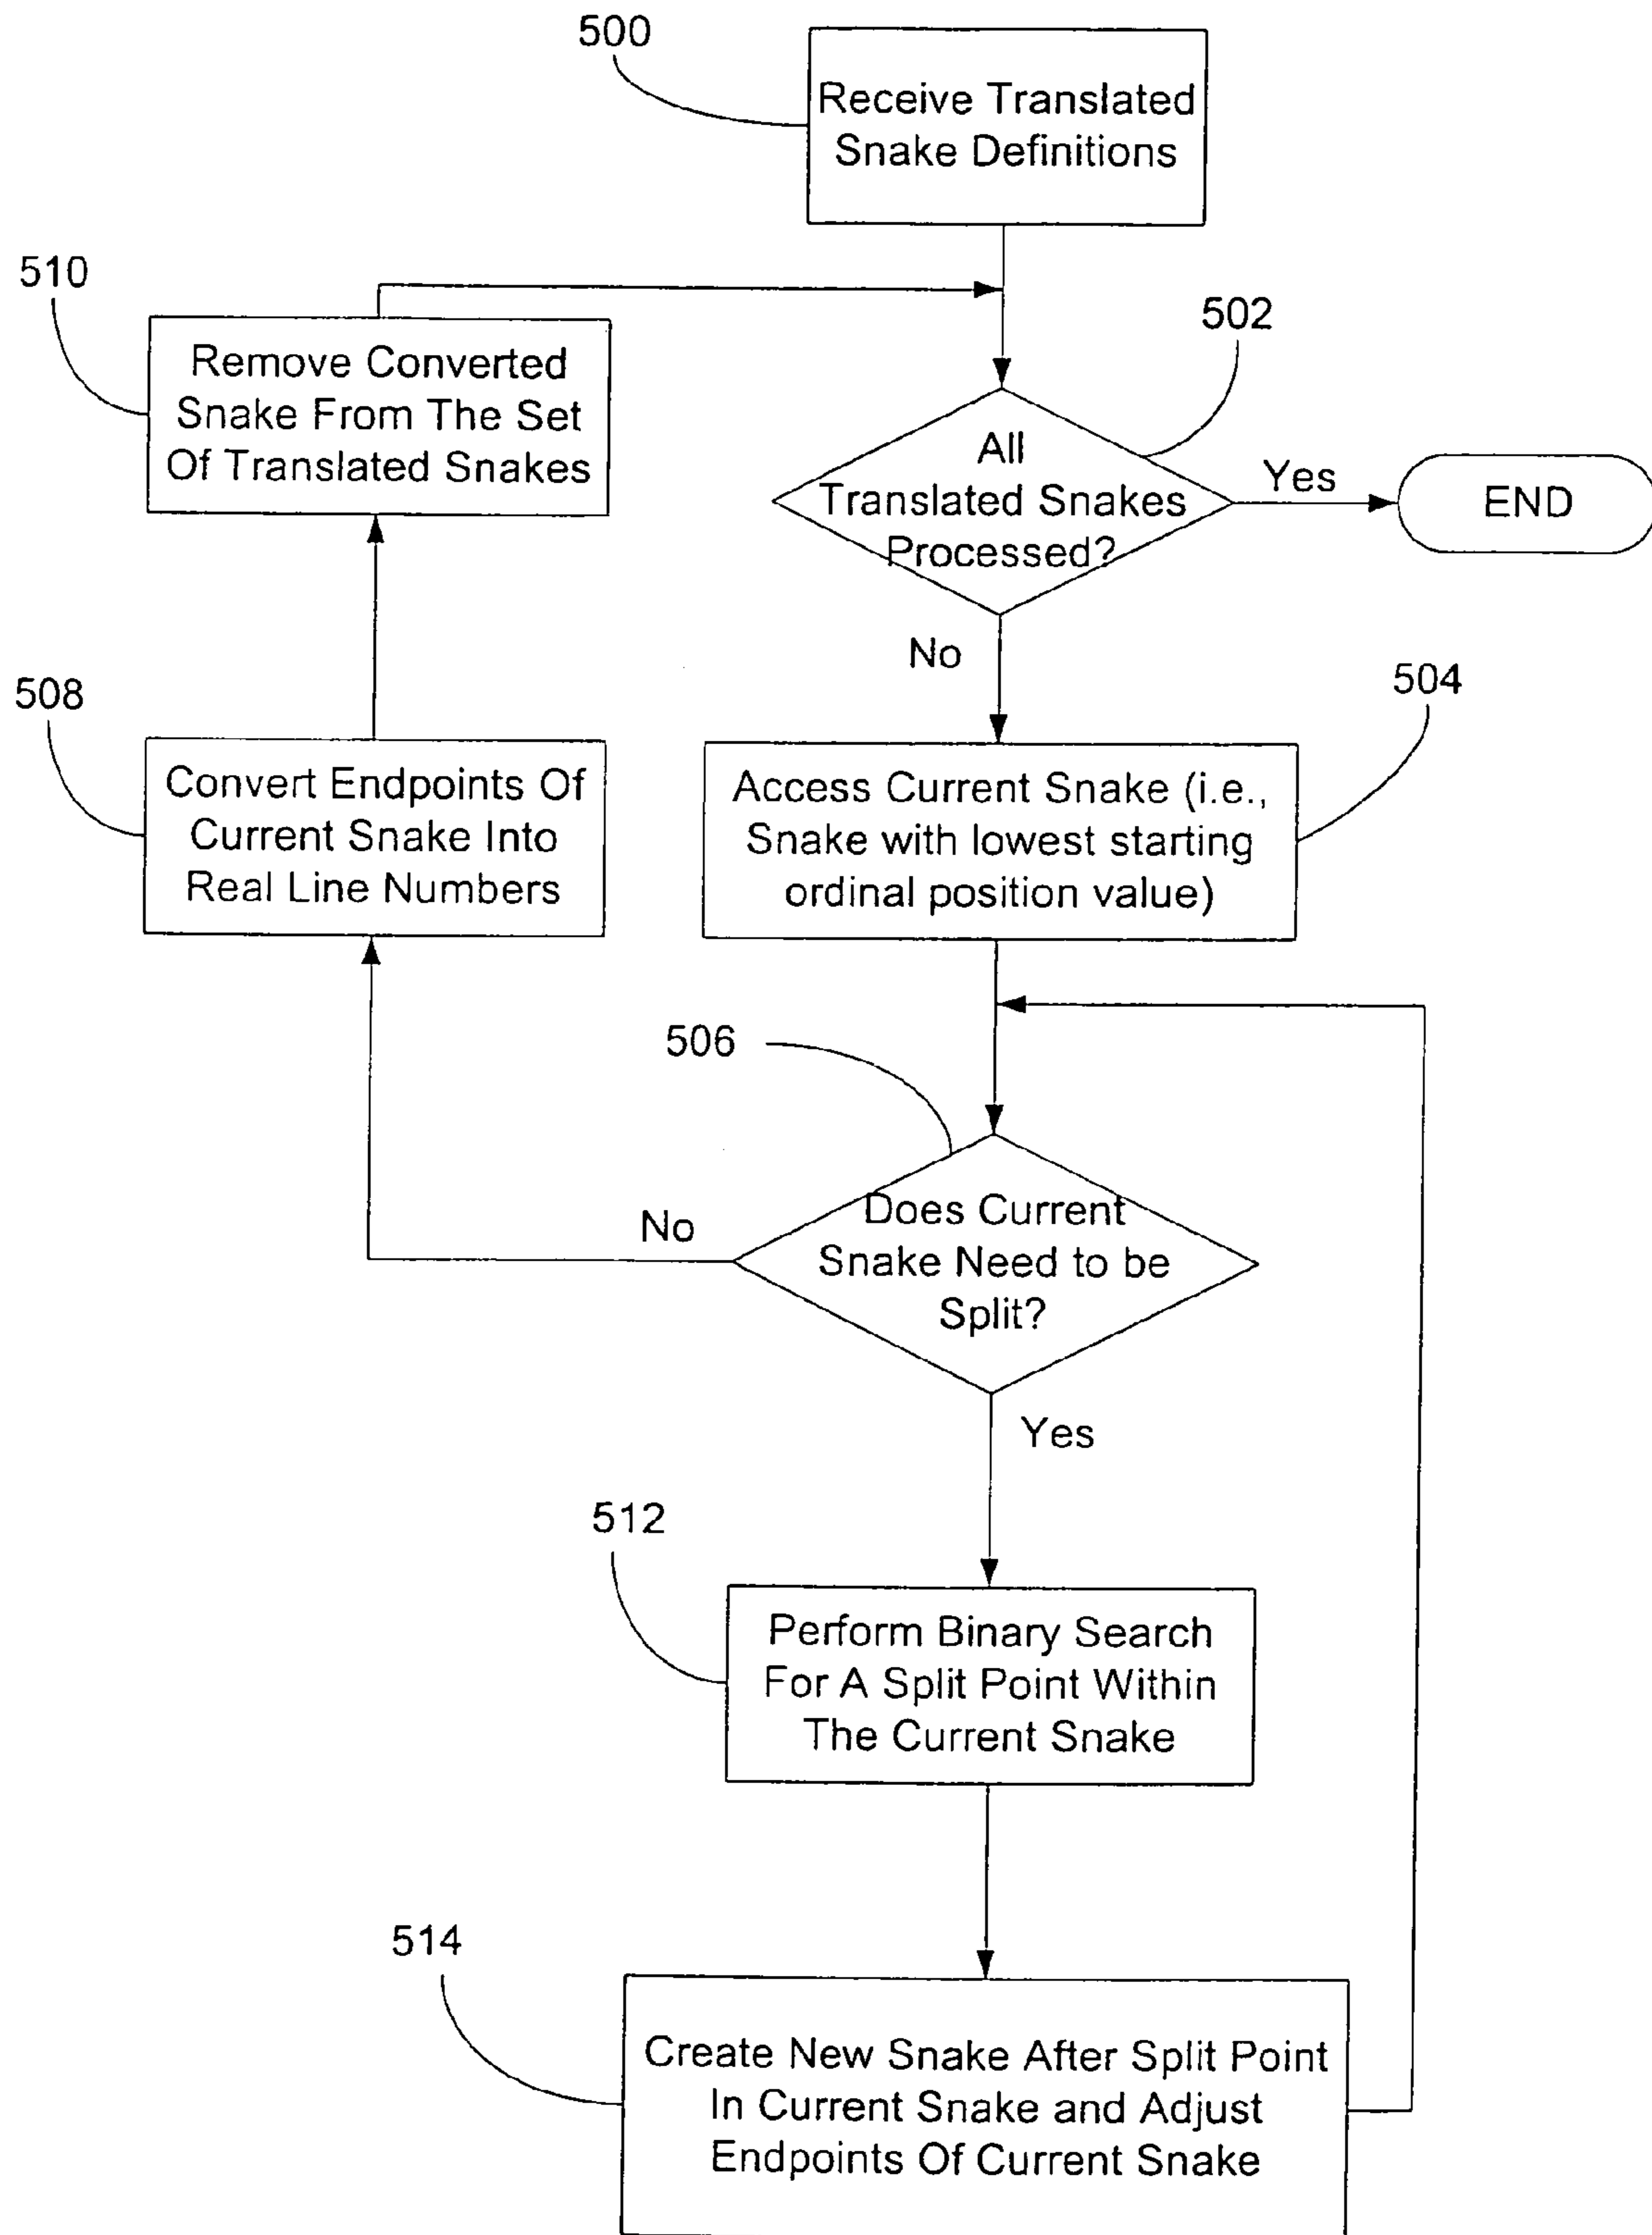 500
Receive Translated
Snake Definitions
510
Remove Converted
Snake From The Set
Of Translated Snakes
502
All
Translated Snakes
Processed?
Yes
END
No
508
Convert Endpoints Of
Current Snake Into
Real Line Numbers
504
Access Current Snake (i.e.,
Snake with lowest starting
ordinal position value)
506
Does Current
Snake Need to be
Split?
No
Yes
512
Perform Binary Search
For A Split Point Within
The Current Snake
514
Create New Snake After Split Point
In Current Snake and Adjust
Endpoints Of Current Snake